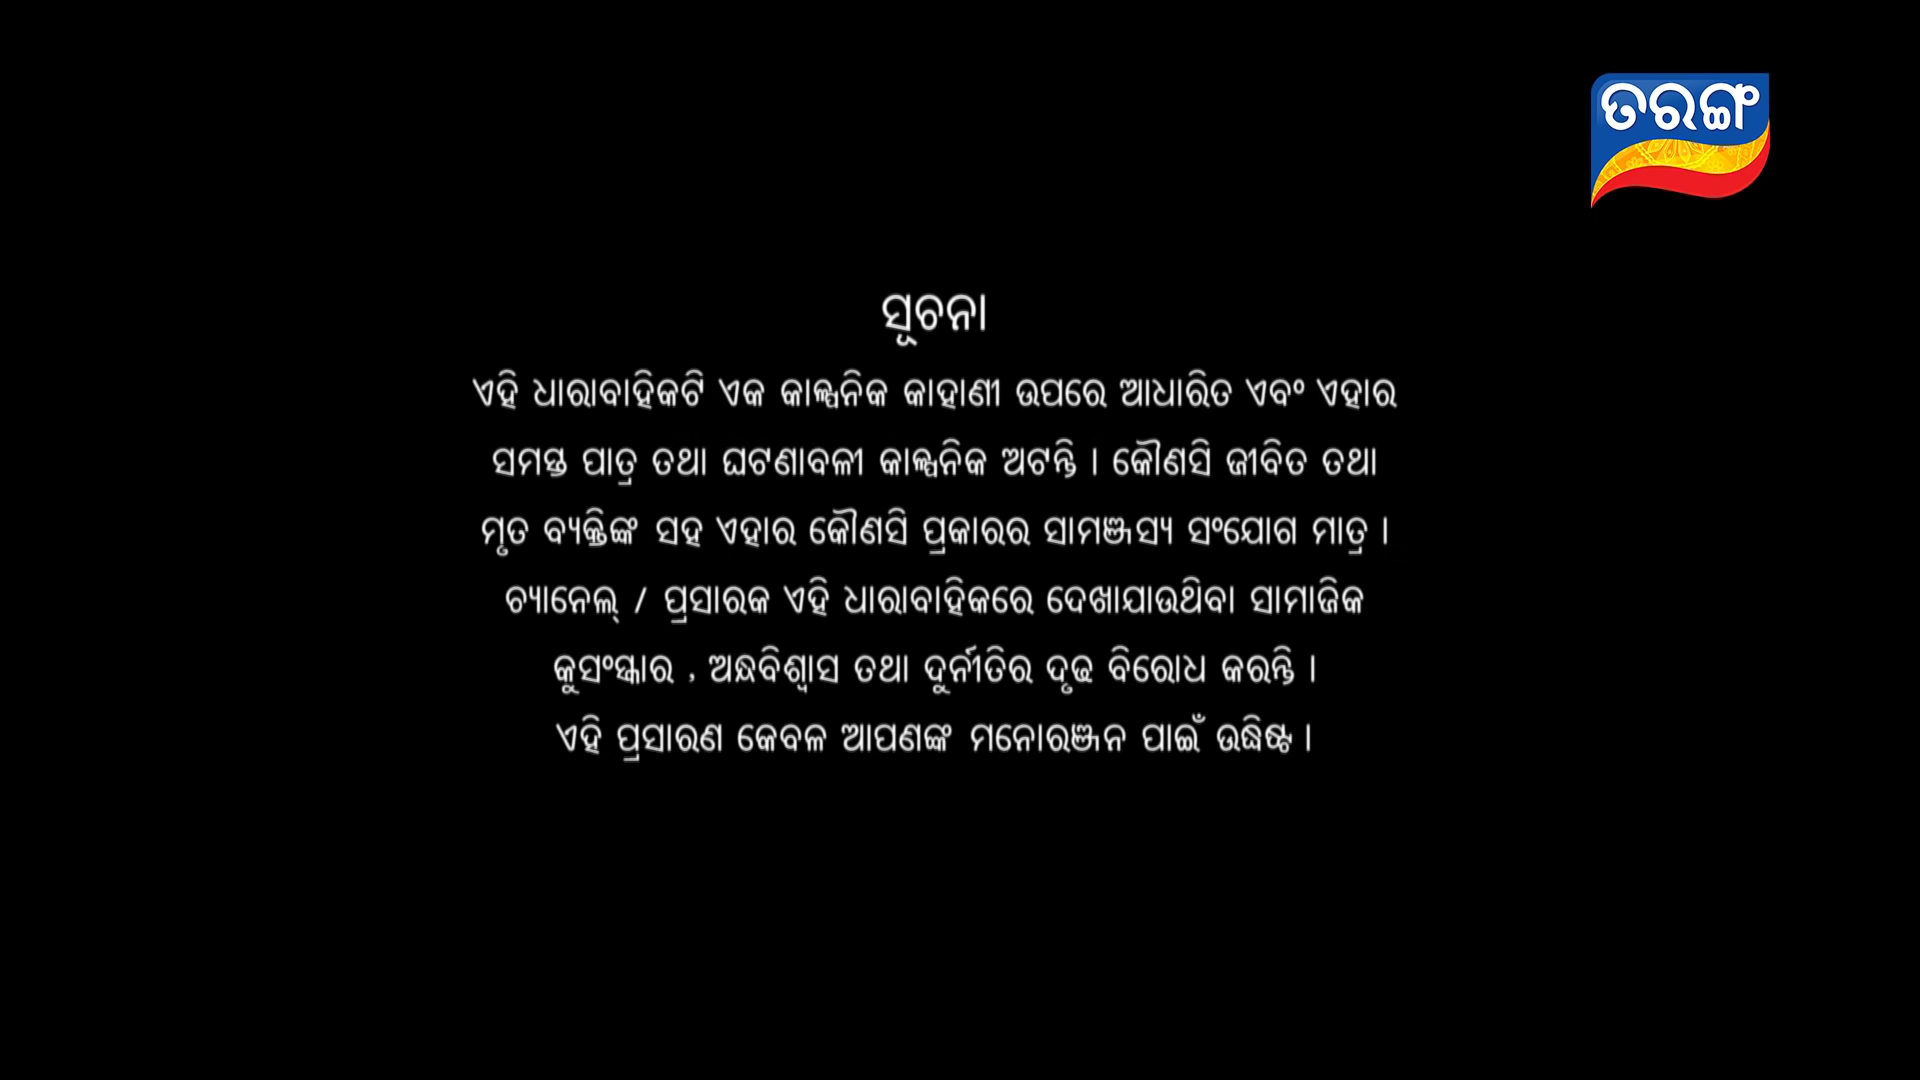 ତରଙ୍ଗ
ସୂଚନା
ଏହି ଧାରାବାହିକଟି ଏକ କାଳ୍ପନିକ କାହାଣୀ ଉପରେ ଆଧାରିତ ଏବଂ ଏହାର
ସମସ୍ତ ପାତ୍ର ତଥା ଘଟଣାବଳୀ କାଳ୍ପନିକ ଅଟନ୍ତି । କୌଣସି ଜୀବିତ ତଥା
ମୃତ ବ୍ୟକ୍ତିଙ୍କ ସହ ଏହାର କୌଣସି ପ୍ରକାରର ସାମଞ୍ଜସ୍ୟ ସଂଯୋଗ ମାତ୍ର ।
ଚ୍ୟାନେଲ୍ / ପ୍ରସାରକ ଏହି ଧାରାବାହିକରେ ଦେଖାଯାଉଥିବା ସାମାଜିକ
କୁସଂସ୍କାର , ଅନ୍ଧବିଶ୍ୱାସ ତଥା ଦୁର୍ନୀତିର ଦୃଢ ବିରୋଧ କରନ୍ତି ।
ଏହି ପ୍ରସାରଣ କେବଳ ଆପଣଙ୍କ ମନୋରଞ୍ଜନ ପାଇଁ ଉଦ୍ଧିଷ୍ଟ ।